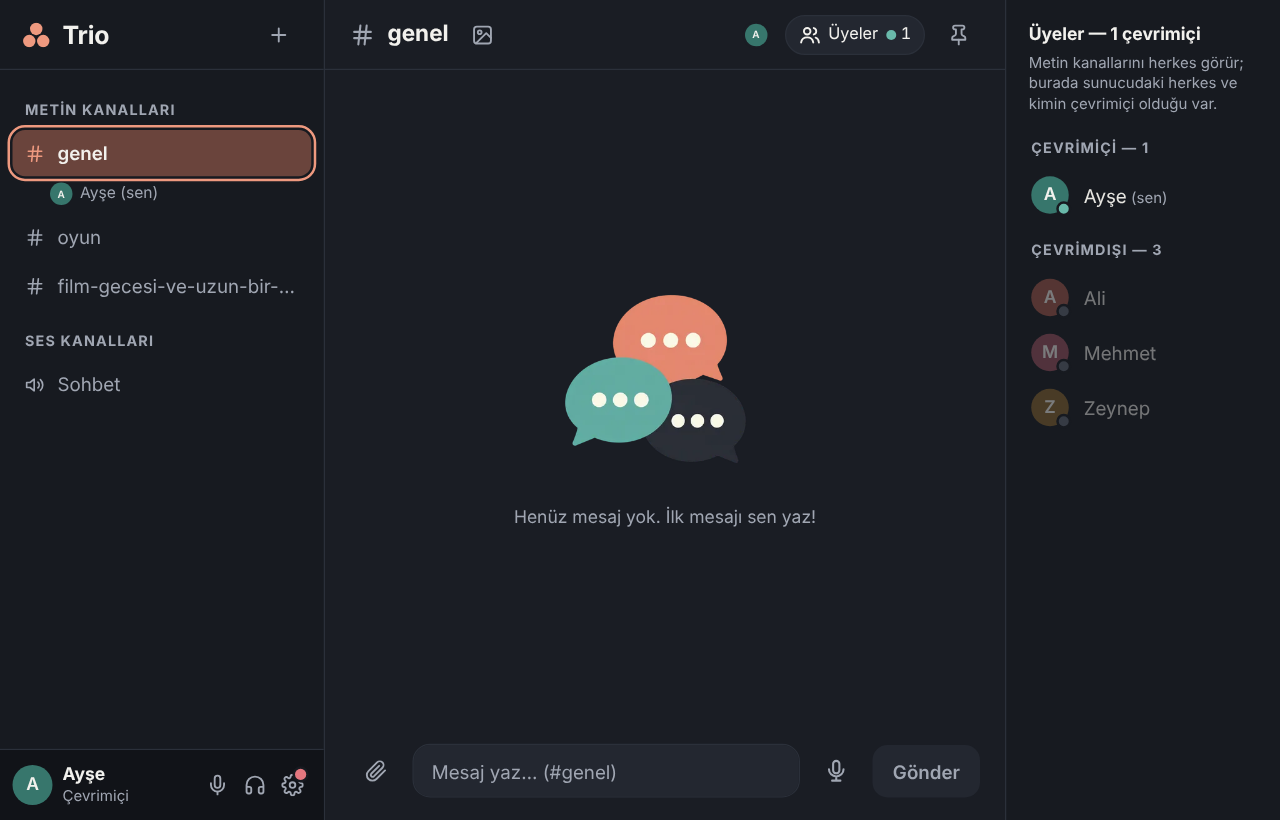 Trio
METİN KANALLARI
# genel
A Ayşe (sen)
# oyun
# film-gecesi-ve-uzun-bir-...
SES KANALLARI
Sohbet
A
Ayşe
Çevrimiçi
# genel
A
Üyeler 1
Henüz mesaj yok. İlk mesajı sen yaz!
Mesaj yaz... (#genel)
Gönder
Üyeler — 1 çevrimiçi
Metin kanallarını herkes görür;
burada sunucudaki herkes ve
kimin çevrimiçi olduğu var.
ÇEVRİMİÇİ — 1
A Ayşe (sen)
ÇEVRİMDIŞI — 3
A Ali
M Mehmet
Z Zeynep